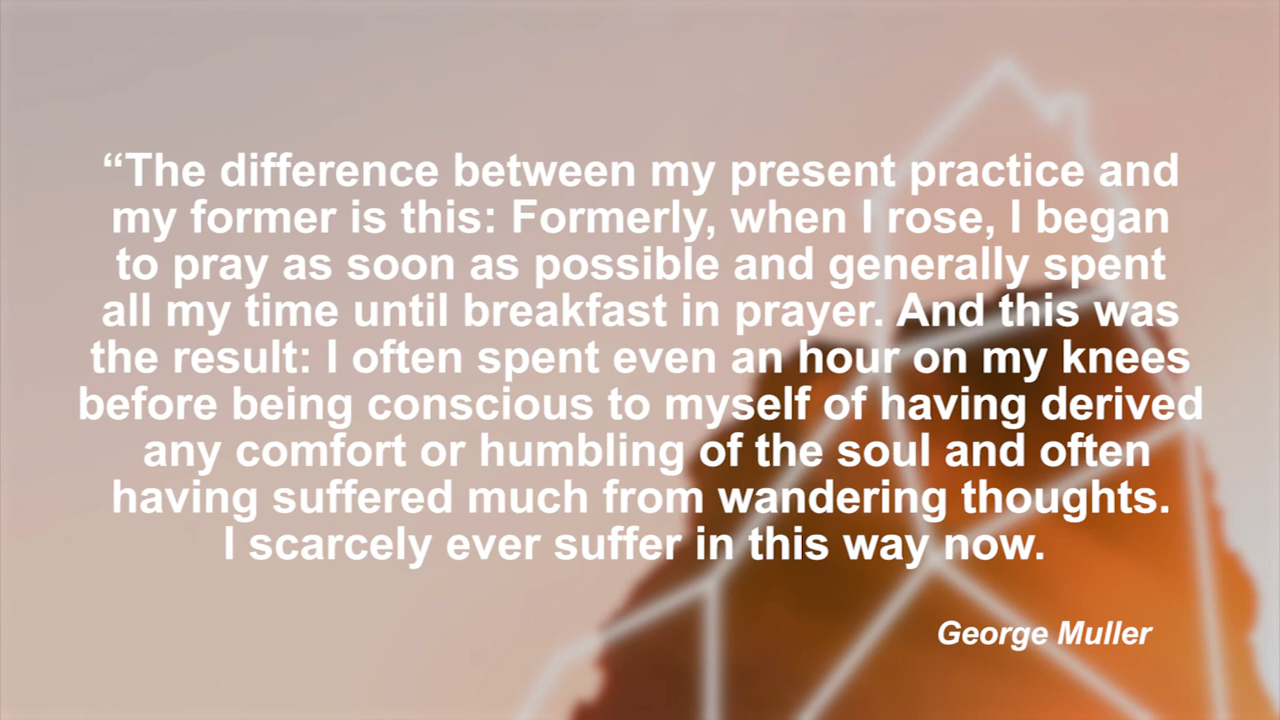 “The difference between my present practice and
my former is this: Formerly, when I rose, I began
to pray as soon as possible and generally spent
all my time until breakfast in prayer. And this was
the result: I often spent even an hour on my knees
before being conscious to myself of having derived
any comfort or humbling of the soul and often
having suffered much from wandering thoughts.
I scarcely ever suffer in this way now.
George Muller